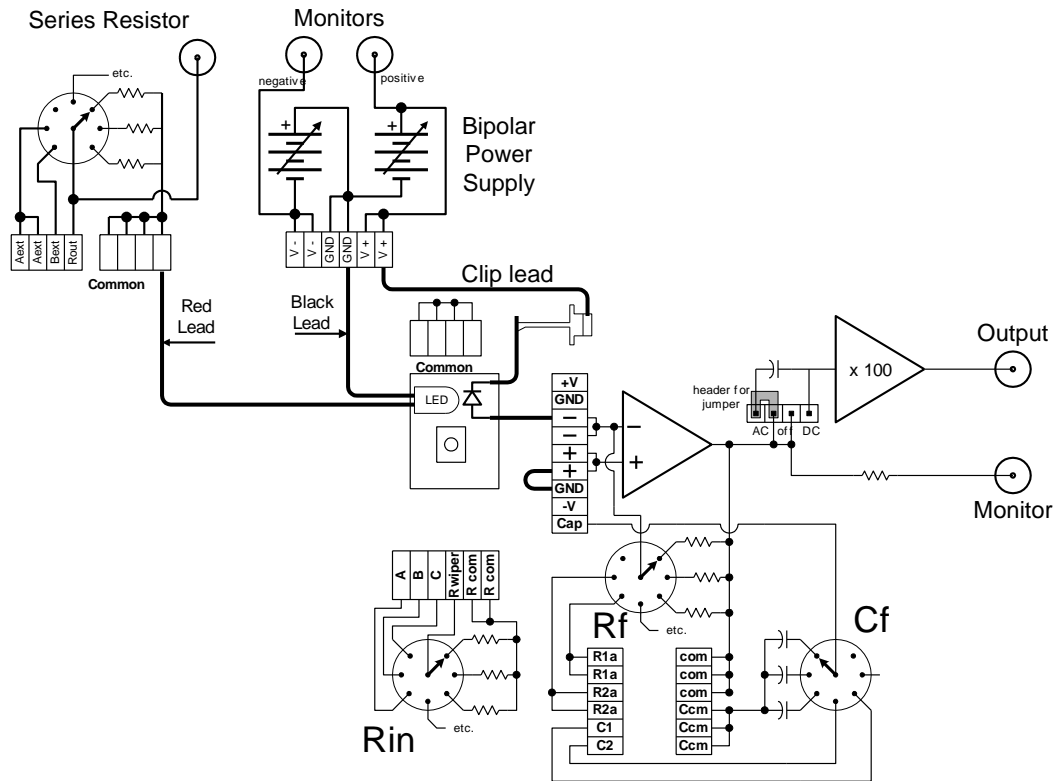 Series Resistor
Monitors
etc.
negative
positive
+
+
Bipolar
Power
Supply
Aext
Aext
Bext
Rout
Common
V -
V -
GND
GND
V +
V +
Red
Lead
Black
Lead
Clip lead
Common
LED
+V
GND
−
−
+
+
GND
-V
Cap
−
+
header for
jumper
AC
off
DC
x 100
Output
Monitor
A
B
C
Rwiper
R com
R com
etc.
Rin
etc.
Rf
R1a
R1a
R2a
R2a
C1
C2
com
com
com
Ccm
Ccm
Ccm
Cf